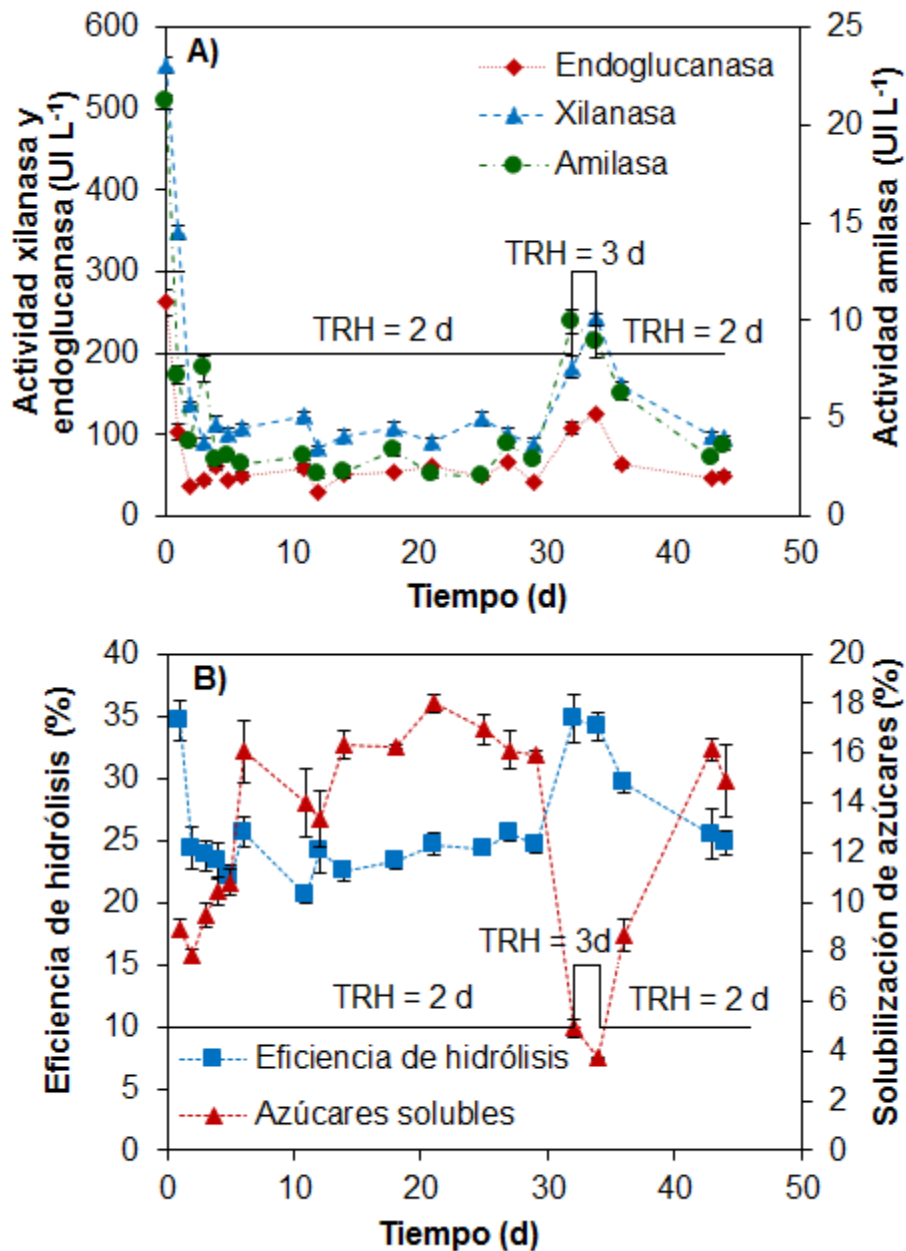 A)
Endoglucanasa
Xilanasa
Amilasa
TRH = 3 d
TRH = 2 d
TRH = 2 d
Actividad xilanasa y
endoglucanasa (UI L-1)
600
500
400
300
200
100
0
Actividad amilasa (UI L-1)
25
20
15
10
5
0
0 10 20 30 40 50
Tiempo (d)
B)
TRH = 3d
TRH = 2 d
TRH = 2 d
Eficiencia de hidrólisis
Azúcares solubles
Eficiencia de hidrólisis (%)
40
35
30
25
20
15
10
5
0
Solubilización de azúcares (%)
20
18
16
14
12
10
8
6
4
2
0
0 10 20 30 40 50
Tiempo (d)